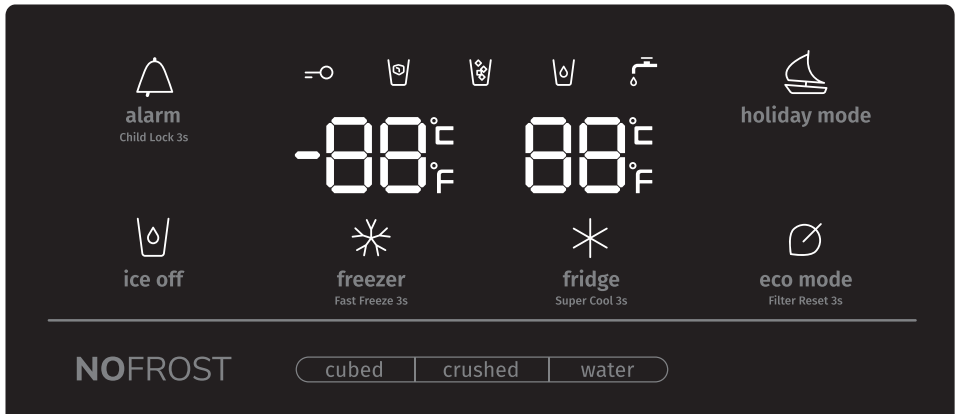 alarm
Child Lock 3s
-88°C °F
88°C °F
holiday mode
ice off
freezer
Fast Freeze 3s
fridge
Super Cool 3s
eco mode
Filter Reset 3s
NOFROST
cubed
crushed
water